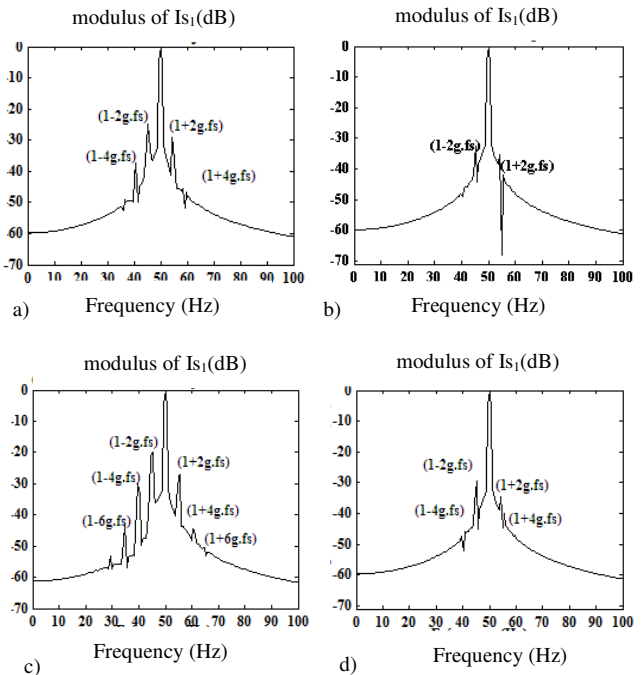 modulus of Is₁(dB)
0
-10
-20
-30
-40
-50
-60
-70
(1-2g.fs)
(1+2g.fs)
(1-4g.fs)
(1+4g.fs)
0 10 20 30 40 50 60 70 80 90 100
a) Frequency (Hz)
modulus of Is₁(dB)
0
-10
-20
-30
-40
-50
-60
-70
(1-2g.fs)
(1+2g.fs)
0 10 20 30 40 50 60 70 80 90 100
b) Frequency (Hz)
modulus of Is₁(dB)
0
-10
-20
-30
-40
-50
-60
-70
(1-2g.fs)
(1+2g.fs)
(1-4g.fs)
(1+4g.fs)
(1-6g.fs)
(1+6g.fs)
0 10 20 30 40 50 60 70 80 90 100
c) Frequency (Hz)
modulus of Is₁(dB)
0
-10
-20
-30
-40
-50
-60
-70
(1-2g.fs)
(1+2g.fs)
(1-4g.fs)
(1+4g.fs)
0 10 20 30 40 50 60 70 80 90 100
d) Frequency (Hz)